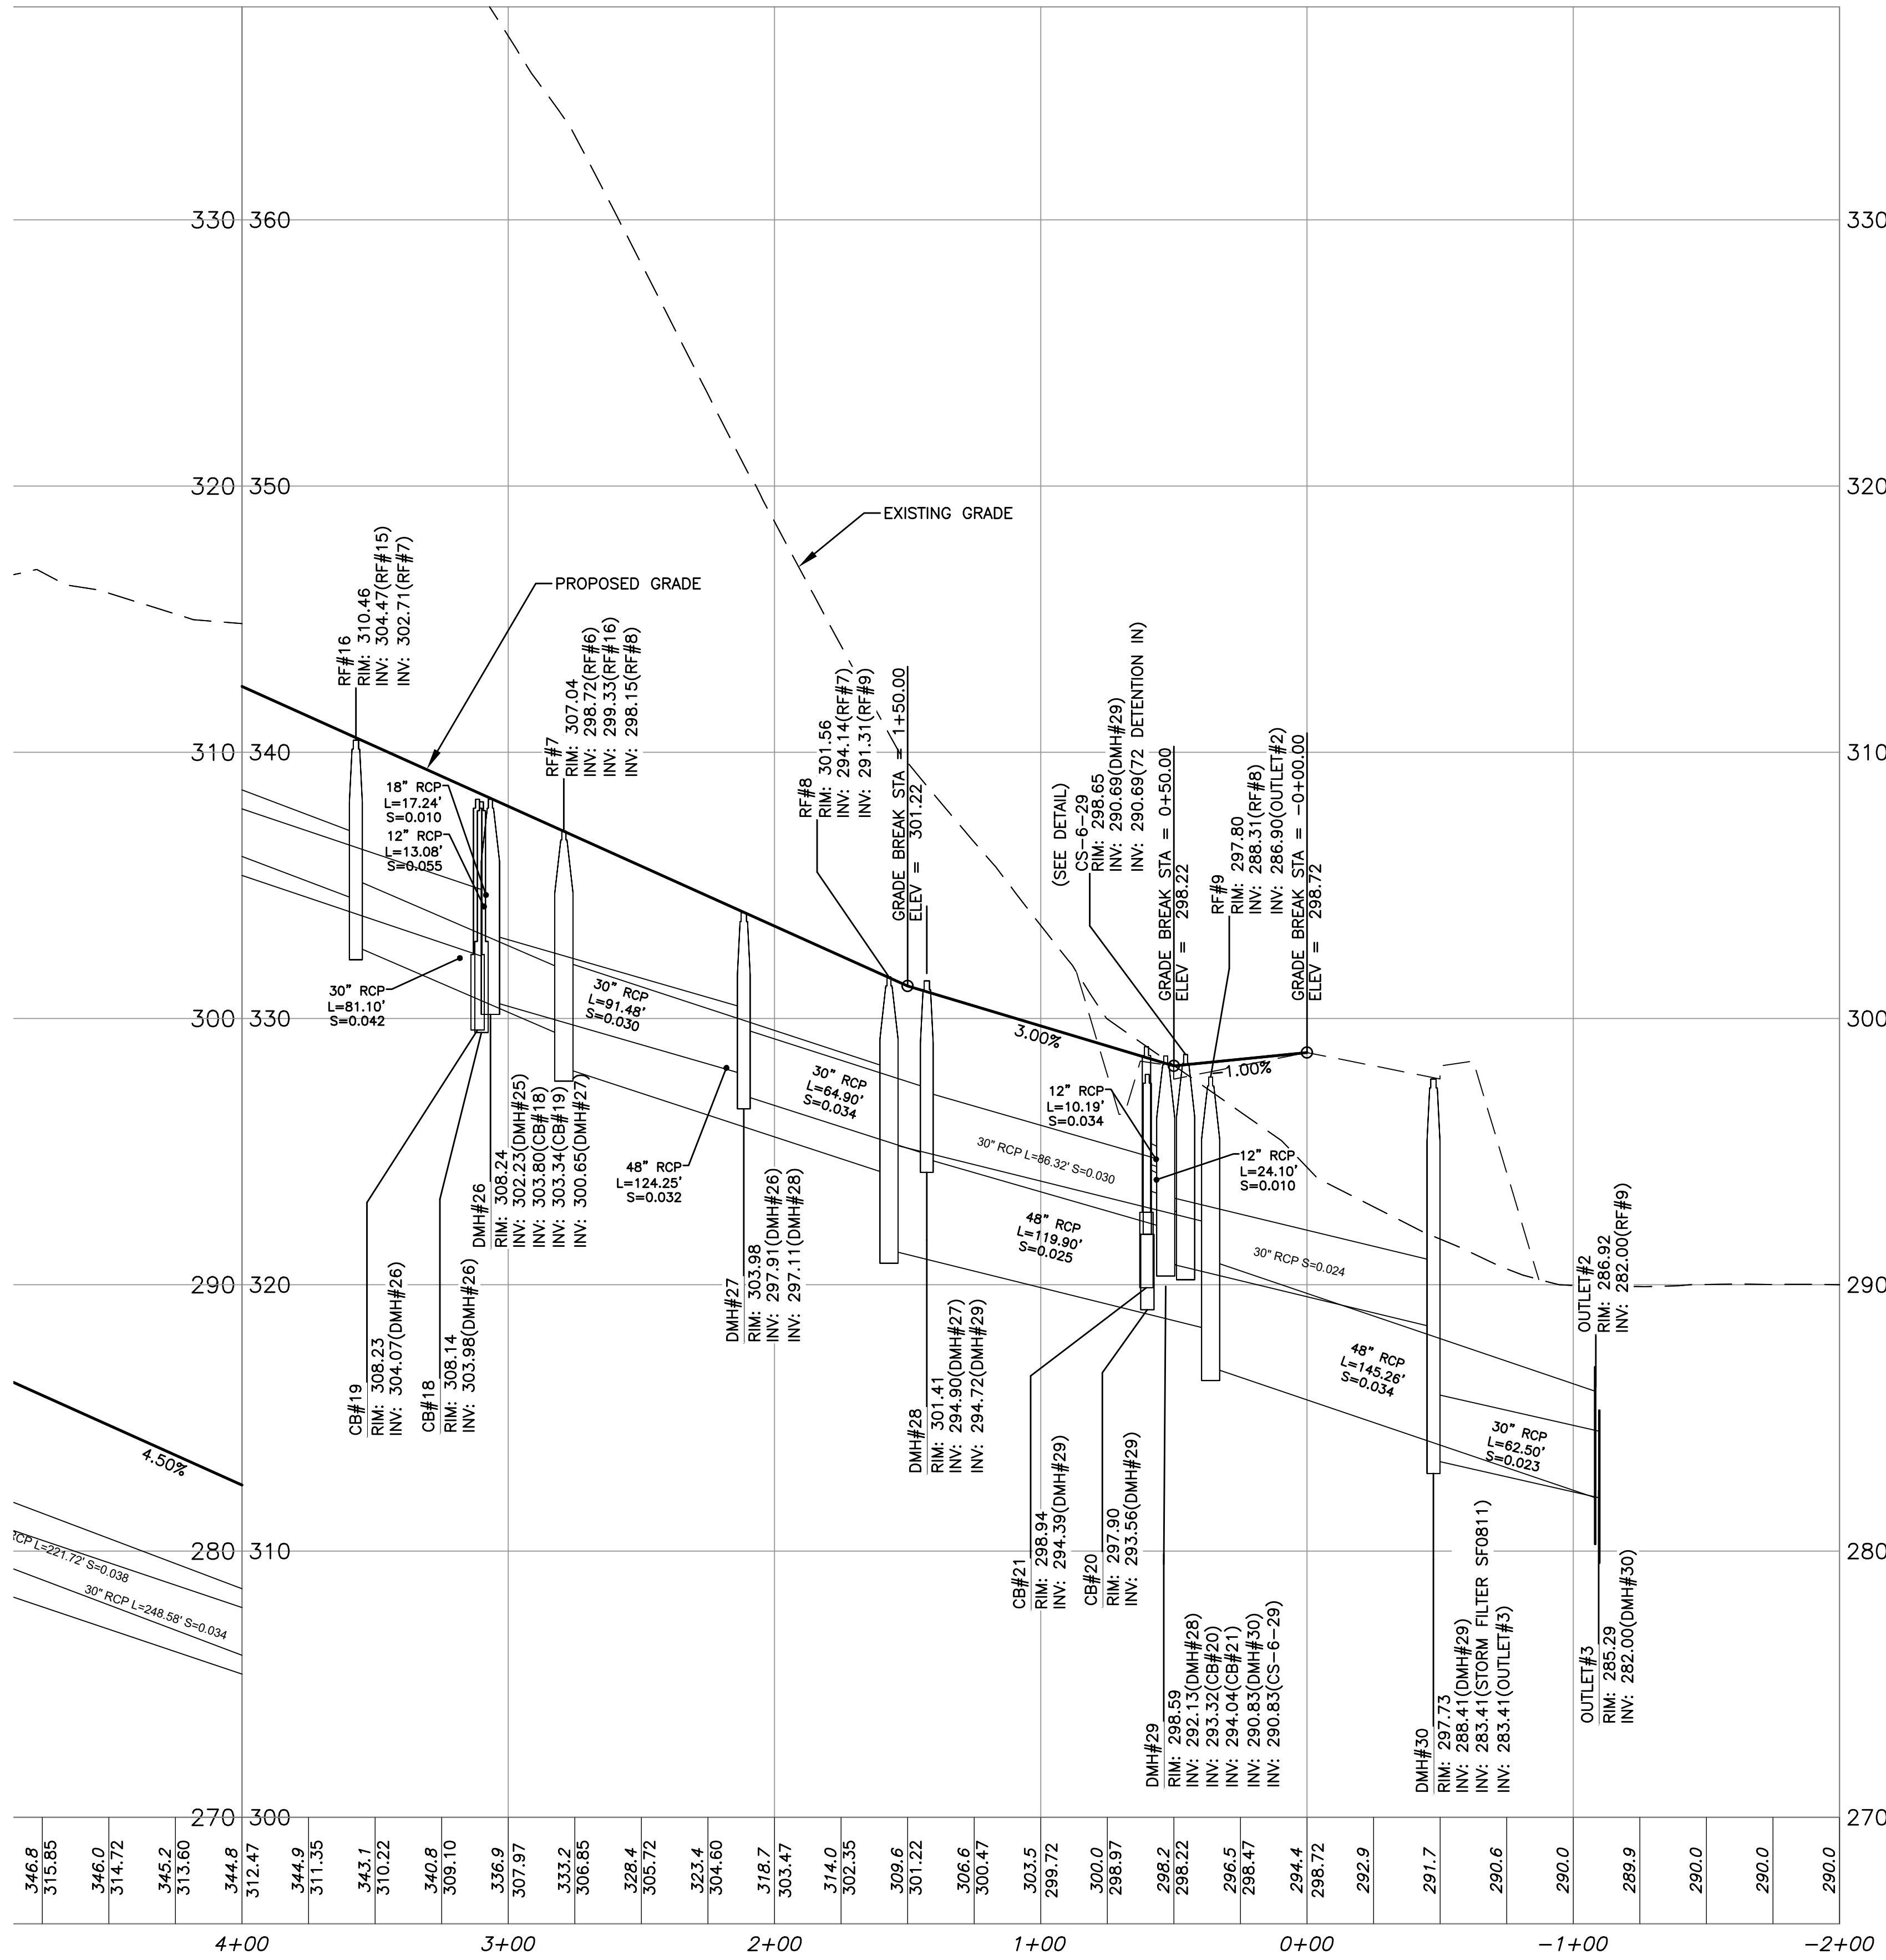 330 360
330
320 350
320
EXISTING GRADE
PROPOSED GRADE
RF#16
RIM: 310.46
INV: 304.47(RF#15)
INV: 302.71(RF#7)
RF#7
RIM: 307.04
INV: 298.72(RF#6)
INV: 299.33(RF#16)
INV: 298.15(RF#8)
RF#8
RIM: 301.56
INV: 294.14(RF#7)
INV: 291.31(RF#9)
GRADE BREAK STA = 1+50.00
ELEV = 301.22
(SEE DETAIL)
CS-6-29
RIM: 298.65
INV: 290.69(DMH#29)
INV: 290.69(72 DETENTION IN)
GRADE BREAK STA = 0+50.00
ELEV = 298.22
RF#9
RIM: 297.80
INV: 288.31(RF#8)
INV: 286.90(OUTLET#2)
GRADE BREAK STA = -0+00.00
ELEV = 298.72
310 340
310
18" RCP
L=17.24'
S=0.010
12" RCP
L=13.08'
S=0.055
30" RCP
L=81.10'
S=0.042
300 330
300
30" RCP
L=91.48'
S=0.030
3.00%
-1.00%
30" RCP
L=64.90'
S=0.034
12" RCP
L=10.19'
S=0.034
30" RCP L=86.32' S=0.030
12" RCP
L=24.10'
S=0.010
48" RCP
L=124.25'
S=0.032
48" RCP
L=119.90'
S=0.025
30" RCP S=0.024
290 320
290
48" RCP
L=145.26'
S=0.034
30" RCP
L=62.50'
S=0.023
DMH#26
RIM: 308.24
INV: 302.23(DMH#25)
INV: 303.80(CB#18)
INV: 303.34(CB#19)
INV: 300.65(DMH#27)
CB#19
RIM: 308.23
INV: 304.07(DMH#26)
CB#18
RIM: 308.14
INV: 303.98(DMH#26)
DMH#27
RIM: 303.98
INV: 297.91(DMH#26)
INV: 297.11(DMH#28)
DMH#28
RIM: 301.41
INV: 294.90(DMH#27)
INV: 294.72(DMH#29)
OUTLET#2
RIM: 286.92
INV: 282.00(RF#9)
4.50%
CB#21
RIM: 298.94
INV: 294.39(DMH#29)
CB#20
RIM: 297.90
INV: 293.56(DMH#29)
280 310
280
RCP L=221.72' S=0.038
30" RCP L=248.58' S=0.034
DMH#29
RIM: 298.59
INV: 292.13(DMH#28)
INV: 293.32(CB#20)
INV: 294.04(CB#21)
INV: 290.83(DMH#30)
INV: 290.83(CS-6-29)
DMH#30
RIM: 297.73
INV: 288.41(DMH#29)
INV: 283.41(STORM FILTER SF0811)
INV: 283.41(OUTLET#3)
OUTLET#3
RIM: 285.29
INV: 282.00(DMH#30)
270 300
270
346.8
315.85
346.0
314.72
345.2
313.60
344.8
312.47
344.9
311.35
343.1
310.22
340.8
309.10
336.9
307.97
333.2
306.85
328.4
305.72
323.4
304.60
318.7
303.47
314.0
302.35
309.6
301.22
306.6
300.47
303.5
299.72
300.0
298.97
298.2
298.22
296.5
298.47
294.4
298.72
292.9
291.7
290.6
290.0
289.9
290.0
290.0
290.0
4+00
3+00
2+00
1+00
0+00
-1+00
-2+00